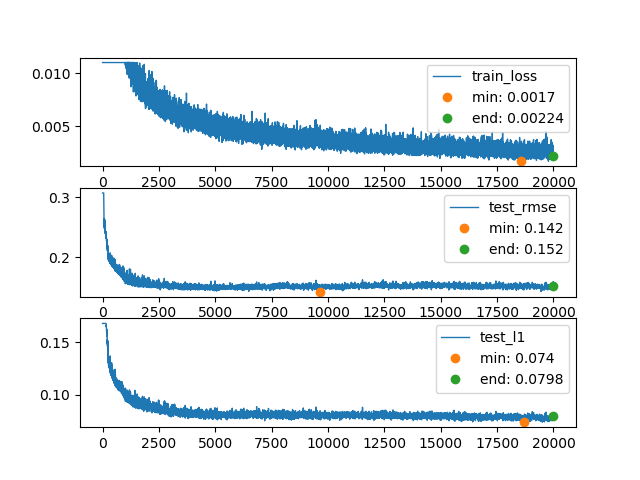 0.010
0.005
train_loss
min: 0.0017
end: 0.00224
0 2500 5000 7500 10000 12500 15000 17500 20000
0.3
0.2
test_rmse
min: 0.142
end: 0.152
0 2500 5000 7500 10000 12500 15000 17500 20000
0.15
0.10
test_l1
min: 0.074
end: 0.0798
0 2500 5000 7500 10000 12500 15000 17500 20000